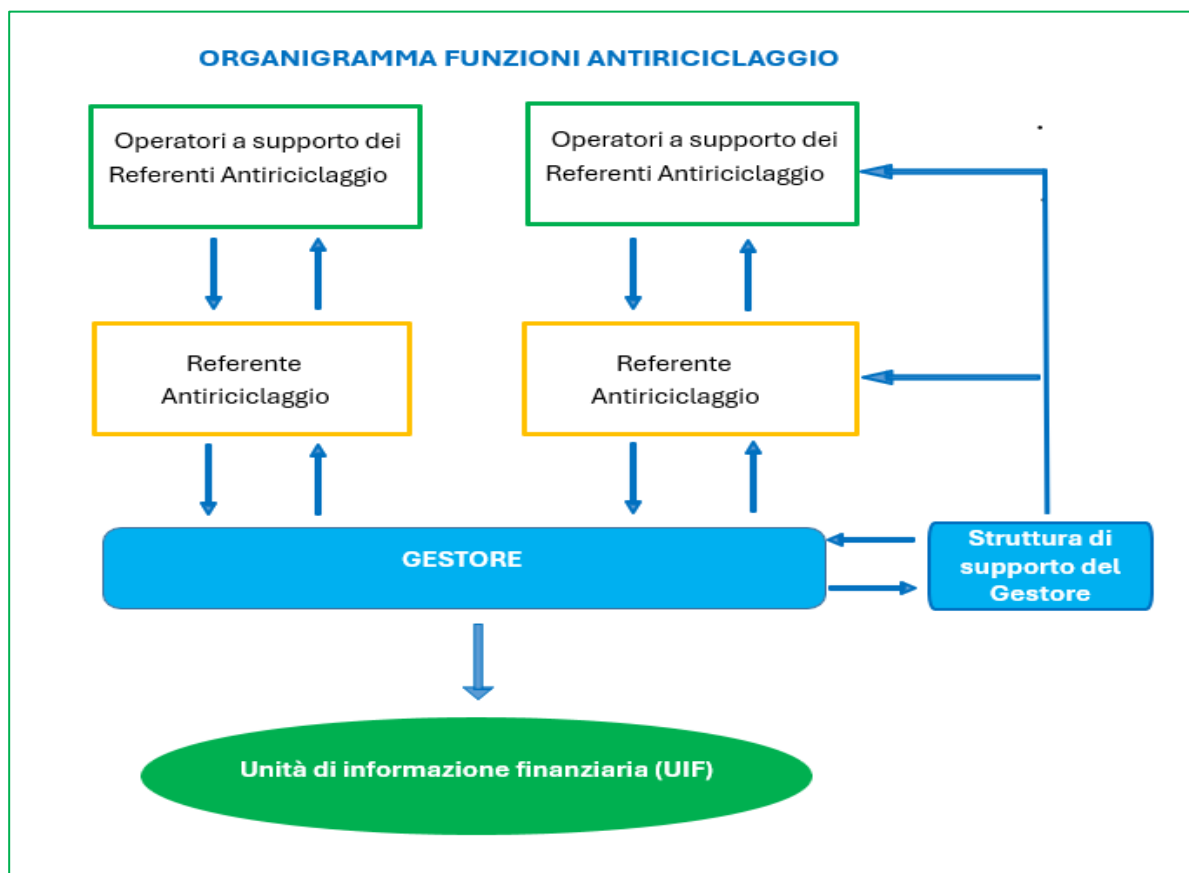 ORGANIGRAMMA FUNZIONI ANTIRICICLAGGIO
Operatori a supporto dei
Referenti Antiriciclaggio
Operatori a supporto dei
Referenti Antiriciclaggio
Referente
Antiriciclaggio
Referente
Antiriciclaggio
GESTORE
Struttura di
supporto del
Gestore
Unità di informazione finanziaria (UIF)